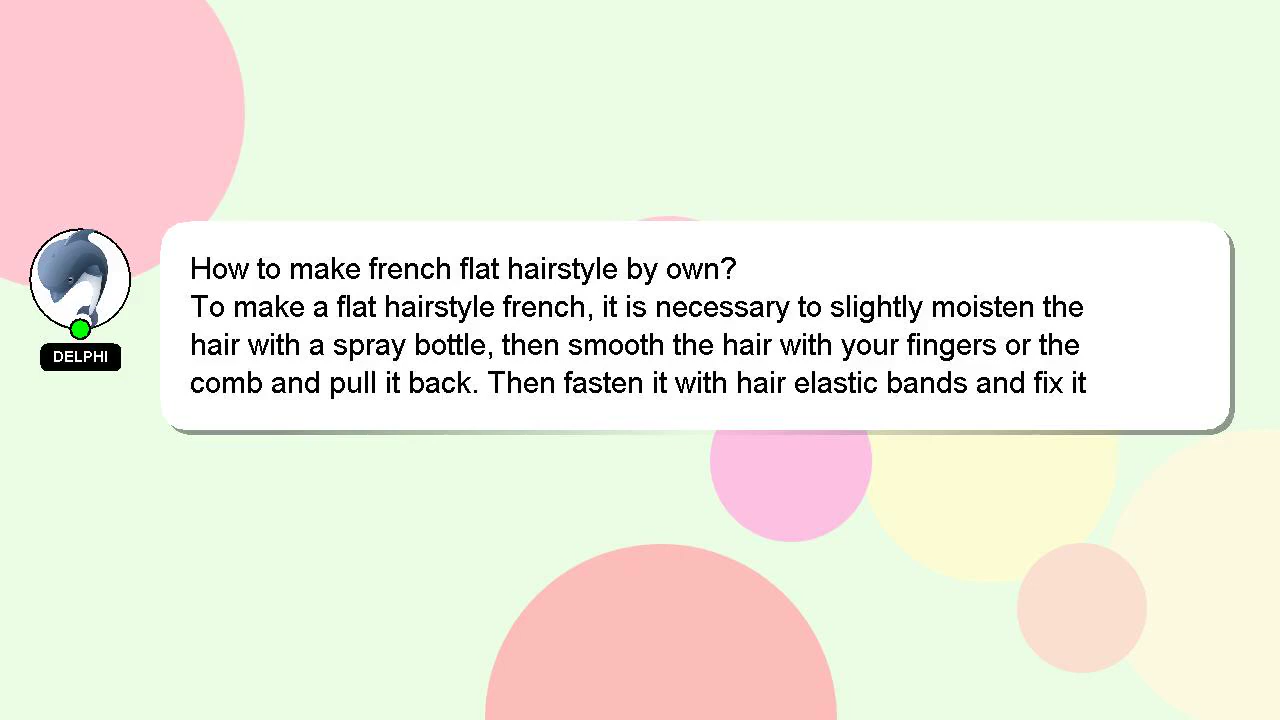 How to make french flat hairstyle by own?
To make a flat hairstyle french, it is necessary to slightly moisten the
hair with a spray bottle, then smooth the hair with your fingers or the
comb and pull it back. Then fasten it with hair elastic bands and fix it
DELPHI